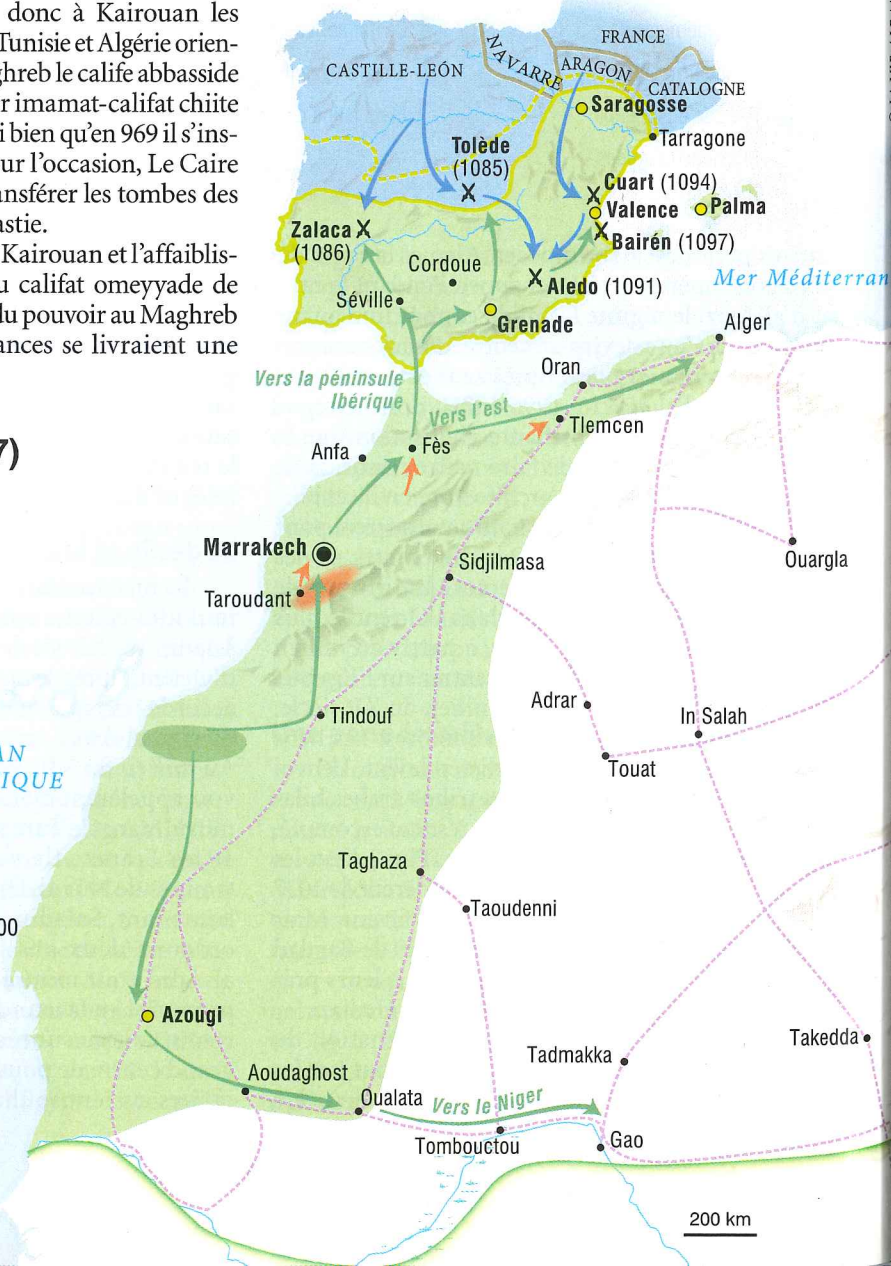 donc à Kairouan les
Tunisie et Algérie orien-
ghreb le calife abbasside
r imamat-califat chiite
i bien qu'en 969 il s'ins-
ur l'occasion, Le Caire
ansférer les tombes des
astie.
Kairouan et l'affaiblis-
u califat omeyyade de
du pouvoir au Maghreb
ances se livraient une
7)
AN
IQUE
00
FRANCE
NAVARRE
ARAGON
CASTILLE-LEÓN
CATALOGNE
Saragosse
Tarragone
Tolède
(1085)
Cuart (1094)
Valence
Palma
Zalaca
(1086)
Bairén (1097)
Cordoue
Aledo (1091)
Mer Méditerran
Séville
Grenade
Alger
Vers la péninsule
Ibérique
Oran
Vers l'est
Tlemcen
Anfa
Fès
Marrakech
Sidjilmasa
Ouargla
Taroudant
Adrar
Tindouf
In Salah
Touat
Taghaza
Taoudenni
Azougi
Takedda
Tadmakka
Aoudaghost
Oualata
Vers le Niger
Tombouctou
Gao
200 km